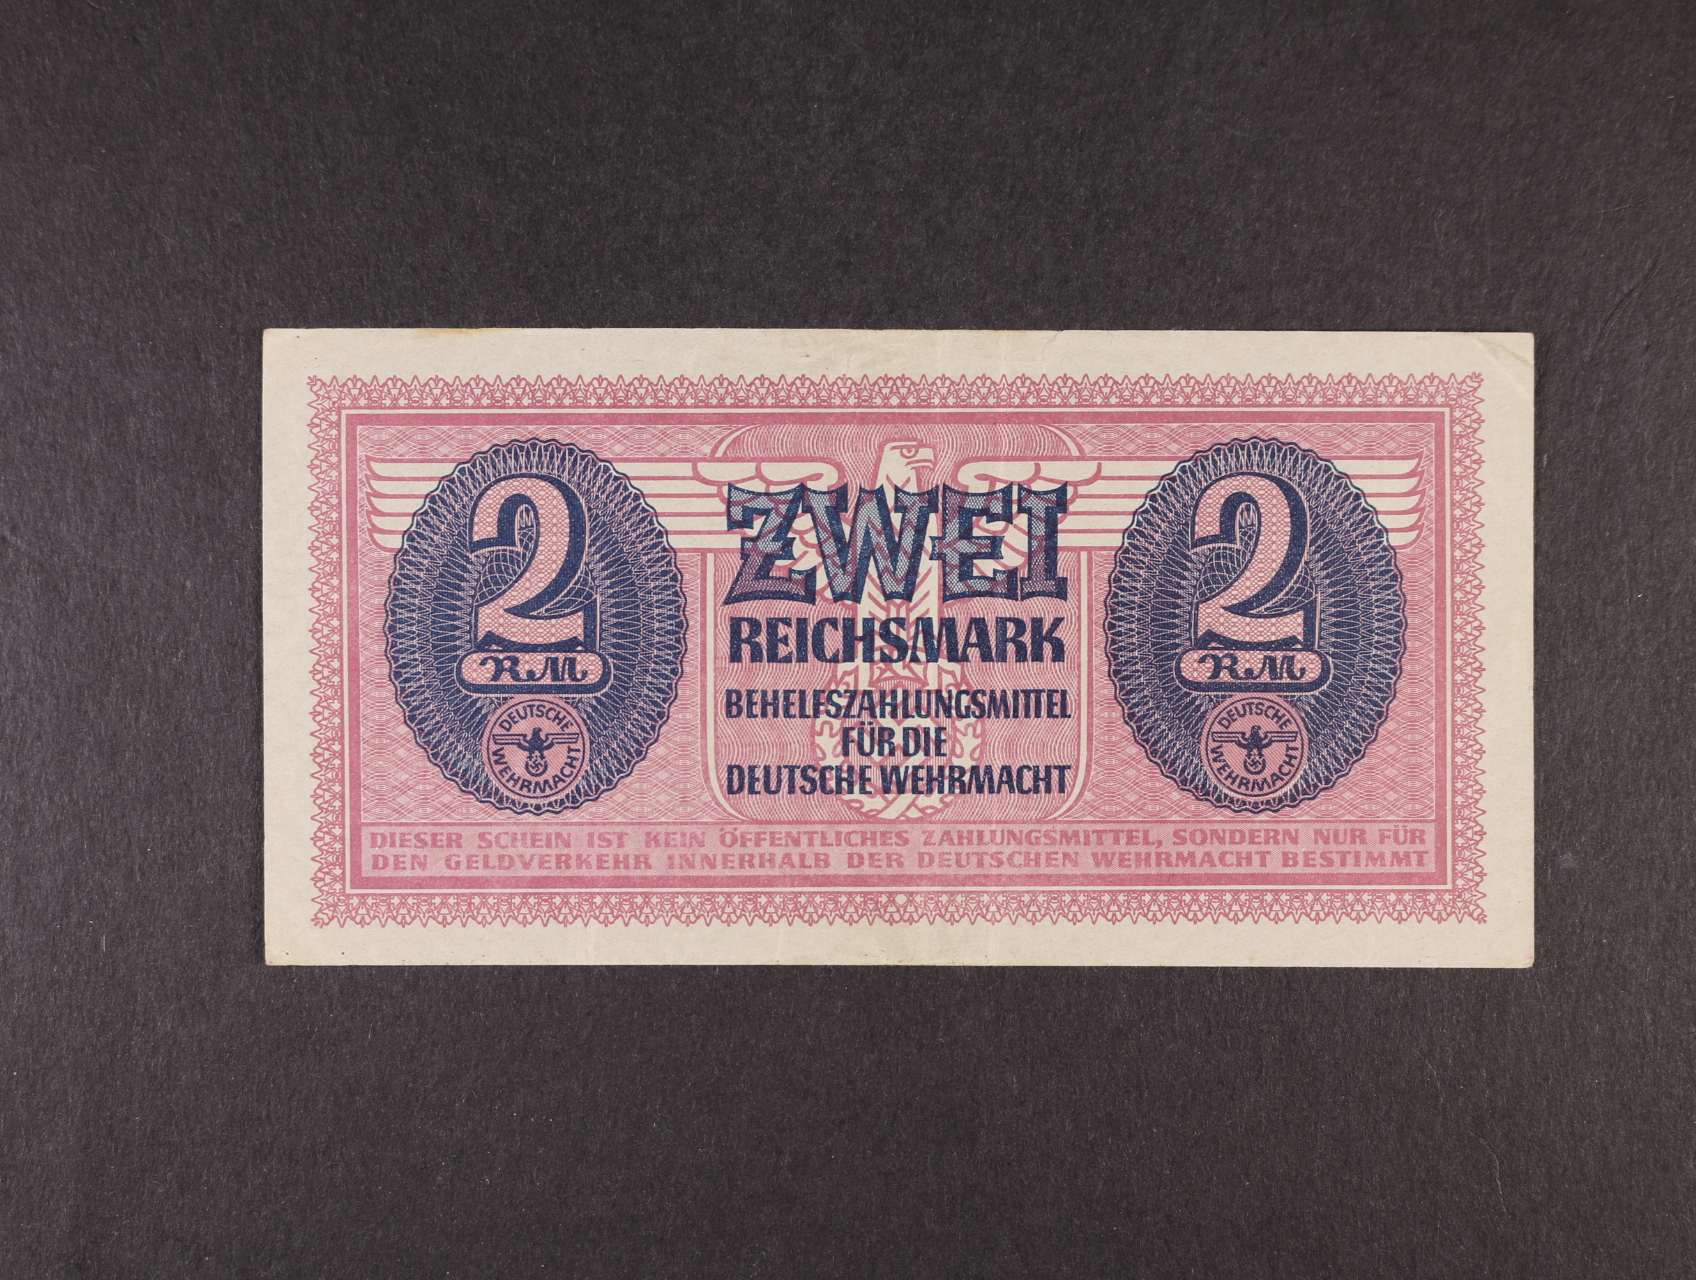 2
RM
DEUTSCHE
WEHRMACHT
ZWEI
REICHSMARK
BEHELFSZAHLUNGSMITTEL
FÜR DIE
DEUTSCHE WEHRMACHT
2
RM
DEUTSCHE
WEHRMACHT
DIESER SCHEIN IST KEIN ÖFFENTLICHES ZAHLUNGSMITTEL, SONDERN NUR FÜR
DEN GELDVERKEHR INNERHALB DER DEUTSCHEN WEHRMACHT BESTIMMT